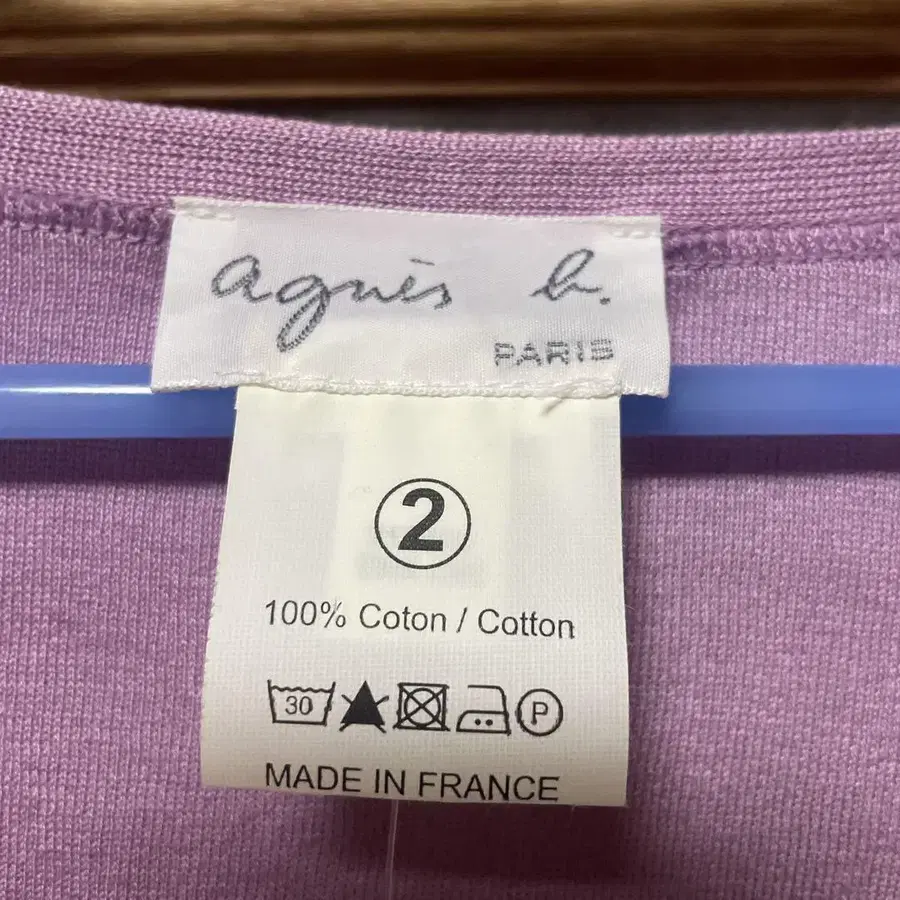 agnès b.
PARIS
2
100% Coton / Cotton
30 P
MADE IN FRANCE